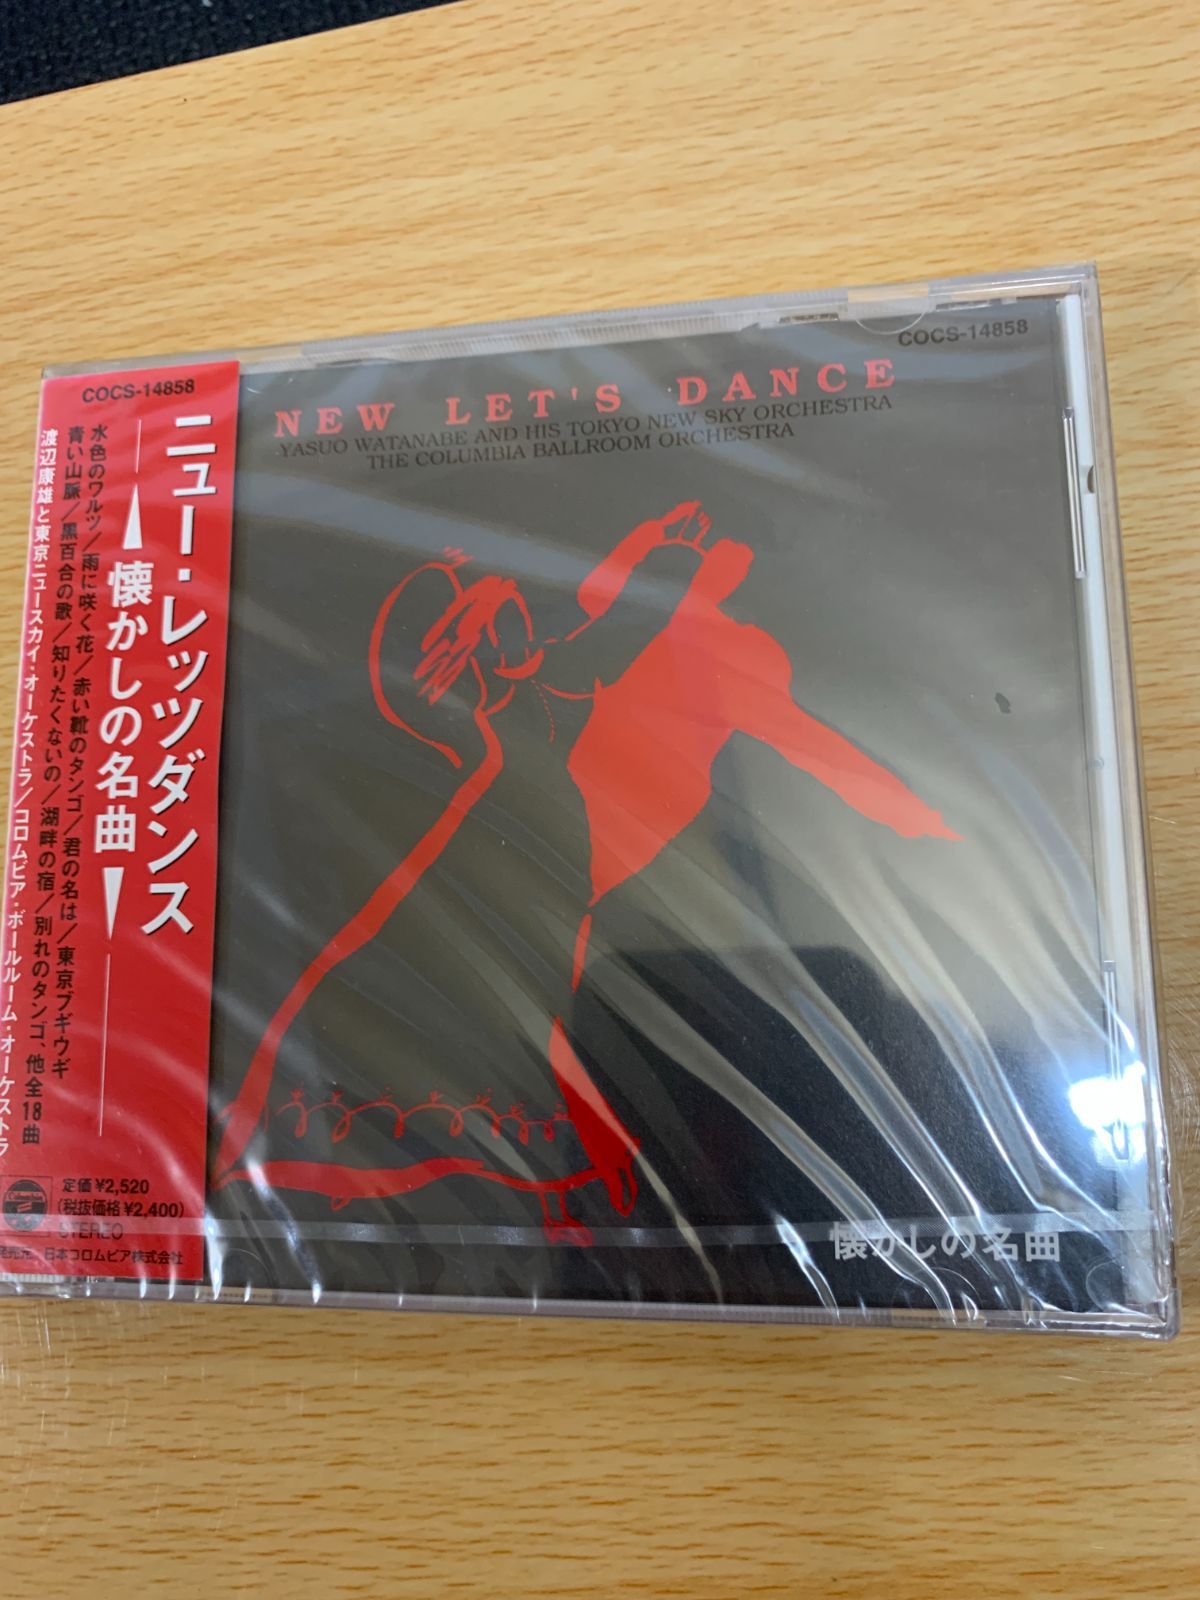 COCS-14858
ニュー・レッツダンス
懐かしの名曲
水色のワルツ/雨に咲く花/赤い靴のタンゴ/君の名は/東京ブギウギ
青い山脈/黒百合の歌/知りたくないの/湖畔の宿/別れのタンゴ、他全18曲
渡辺康雄と東京ニュースカイ・オーケストラ/コロムビア・ボールルーム・オーケストラ
Columbia
定価¥2,520
(税抜価格¥2,400)
STEREO
発売元 日本コロムビア株式会社
COCS-14858
NEW LET'S DANCE
YASUO WATANABE AND HIS TOKYO NEW SKY ORCHESTRA
THE COLUMBIA BALLROOM ORCHESTRA
懐かしの名曲